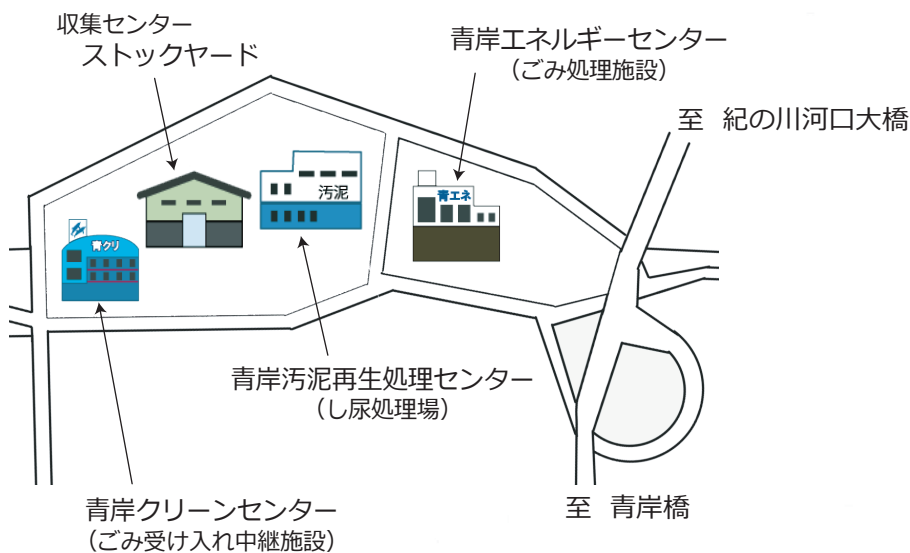 収集センター
ストックヤード
青岸エネルギーセンター
（ごみ処理施設）
至 紀の川河口大橋
汚泥
青エネ
青クリ
青岸汚泥再生処理センター
（し尿処理場）
青岸クリーンセンター
（ごみ受け入れ中継施設）
至 青岸橋